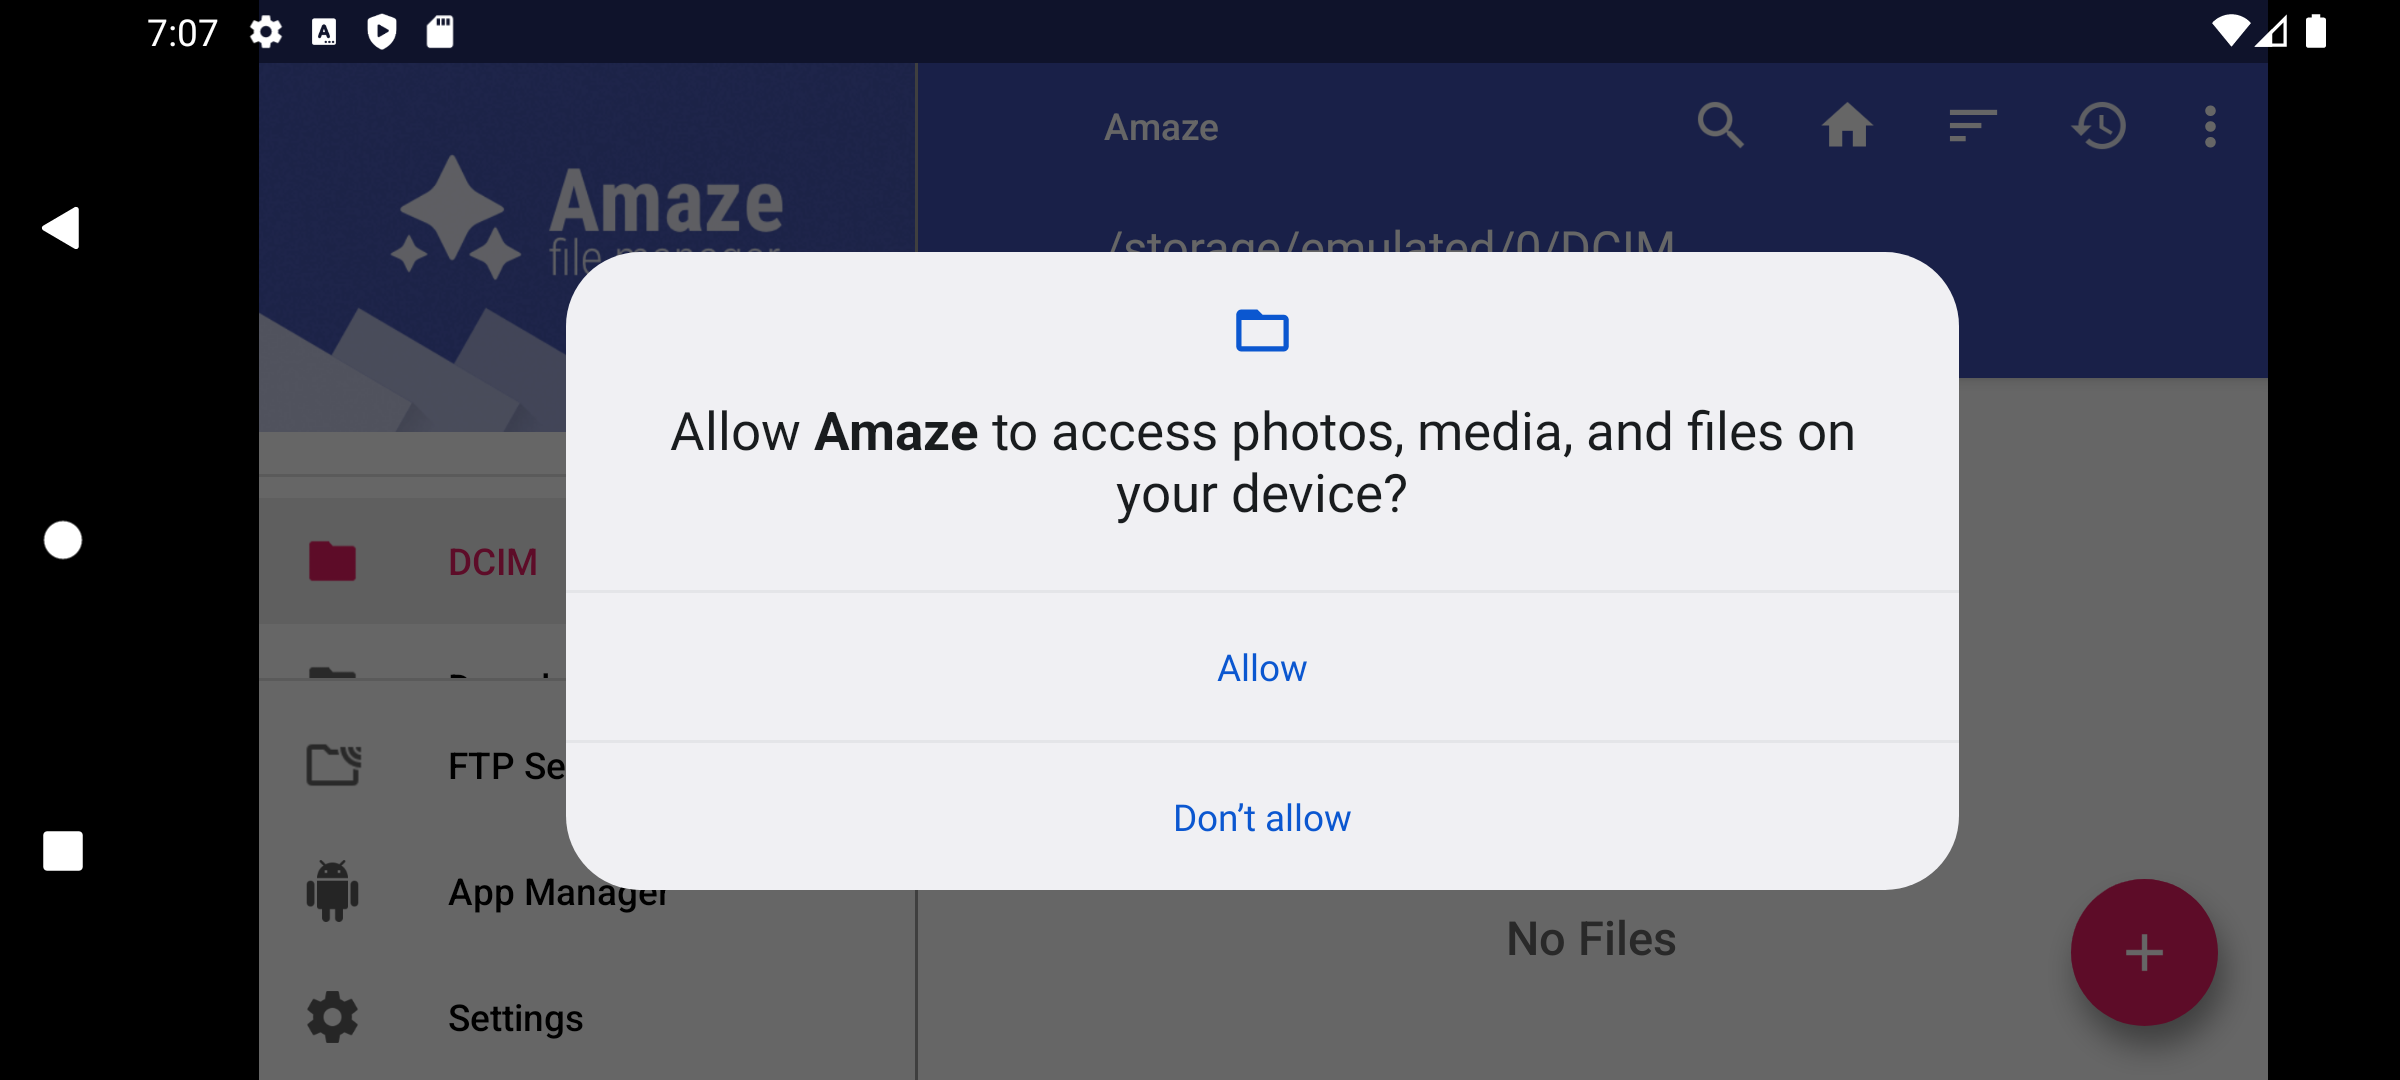 7:07
Amaze
file manager
Amaze
/storage/emulated/0/DCIM
Allow Amaze to access photos, media, and files on
your device?
Allow
Don't allow
DCIM
FTP Se
App Manager
Settings
No Files